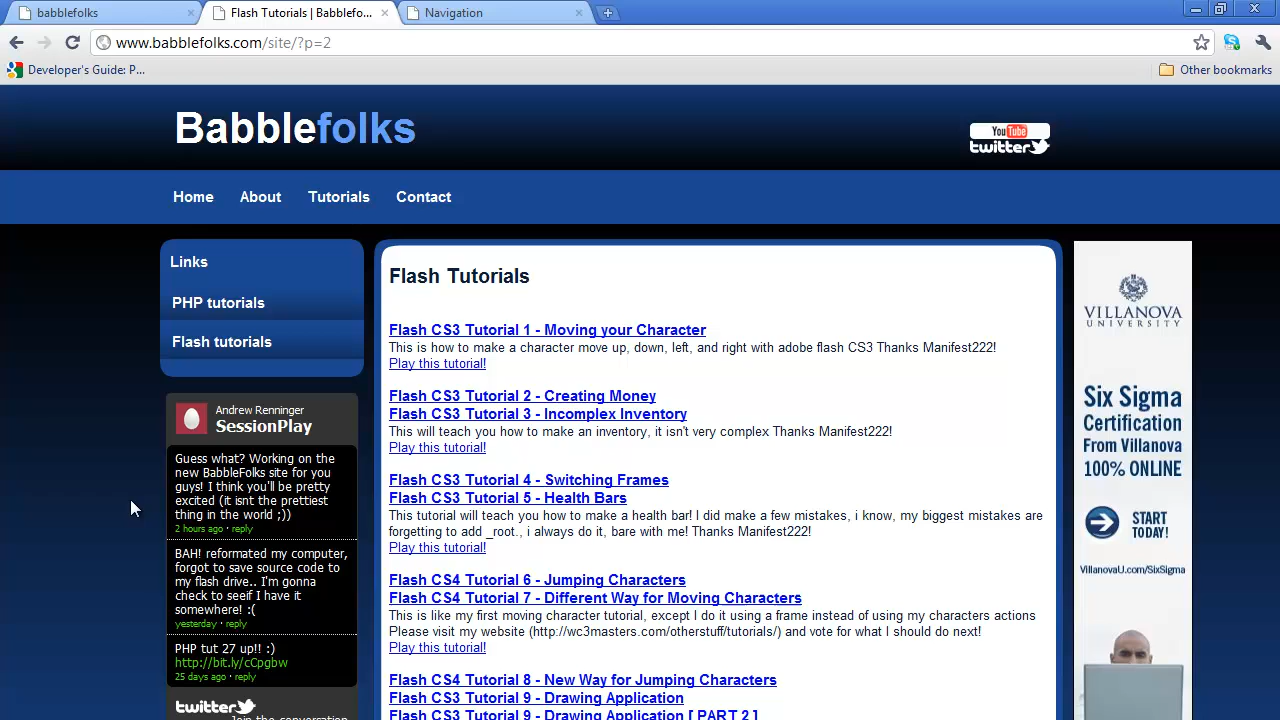 babblefolks
Flash Tutorials | Babblefo...
Navigation
www.babblefolks.com/site/?p=2
Developer's Guide: P...
Other bookmarks
Babblefolks
YouTube
twitter
Home
About
Tutorials
Contact
Links
PHP tutorials
Flash tutorials
Andrew Renninger
SessionPlay
Guess what? Working on the
new BabbleFolks site for you
guys! I think you'll be pretty
excited (it isnt the prettiest
thing in the world ;))
2 hours ago · reply
BAH! reformated my computer,
forgot to save source code to
my flash drive.. I'm gonna
check to seeif I have it
somewhere! :(
yesterday · reply
PHP tut 27 up!! :)
http://bit.ly/cCpgbw
25 days ago · reply
twitter
Join the conversation
Flash Tutorials
Flash CS3 Tutorial 1 - Moving your Character
This is how to make a character move up, down, left, and right with adobe flash CS3 Thanks Manifest222!
Play this tutorial!
Flash CS3 Tutorial 2 - Creating Money
Flash CS3 Tutorial 3 - Incomplex Inventory
This will teach you how to make an inventory, it isn't very complex Thanks Manifest222!
Play this tutorial!
Flash CS3 Tutorial 4 - Switching Frames
Flash CS3 Tutorial 5 - Health Bars
This tutorial will teach you how to make a health bar! I did make a few mistakes, i know, my biggest mistakes are
forgetting to add _root., i always do it, bare with me! Thanks Manifest222!
Play this tutorial!
Flash CS4 Tutorial 6 - Jumping Characters
Flash CS4 Tutorial 7 - Different Way for Moving Characters
This is like my first moving character tutorial, except I do it using a frame instead of using my characters actions
Please visit my website (http://wc3masters.com/otherstuff/tutorials/) and vote for what I should do next!
Play this tutorial!
Flash CS4 Tutorial 8 - New Way for Jumping Characters
Flash CS3 Tutorial 9 - Drawing Application
Flash CS3 Tutorial 9 - Drawing Application [ PART 2 ]
VILLANOVA
UNIVERSITY
Six Sigma
Certification
From Villanova
100% ONLINE
START
TODAY!
VillanovaU.com/SixSigma